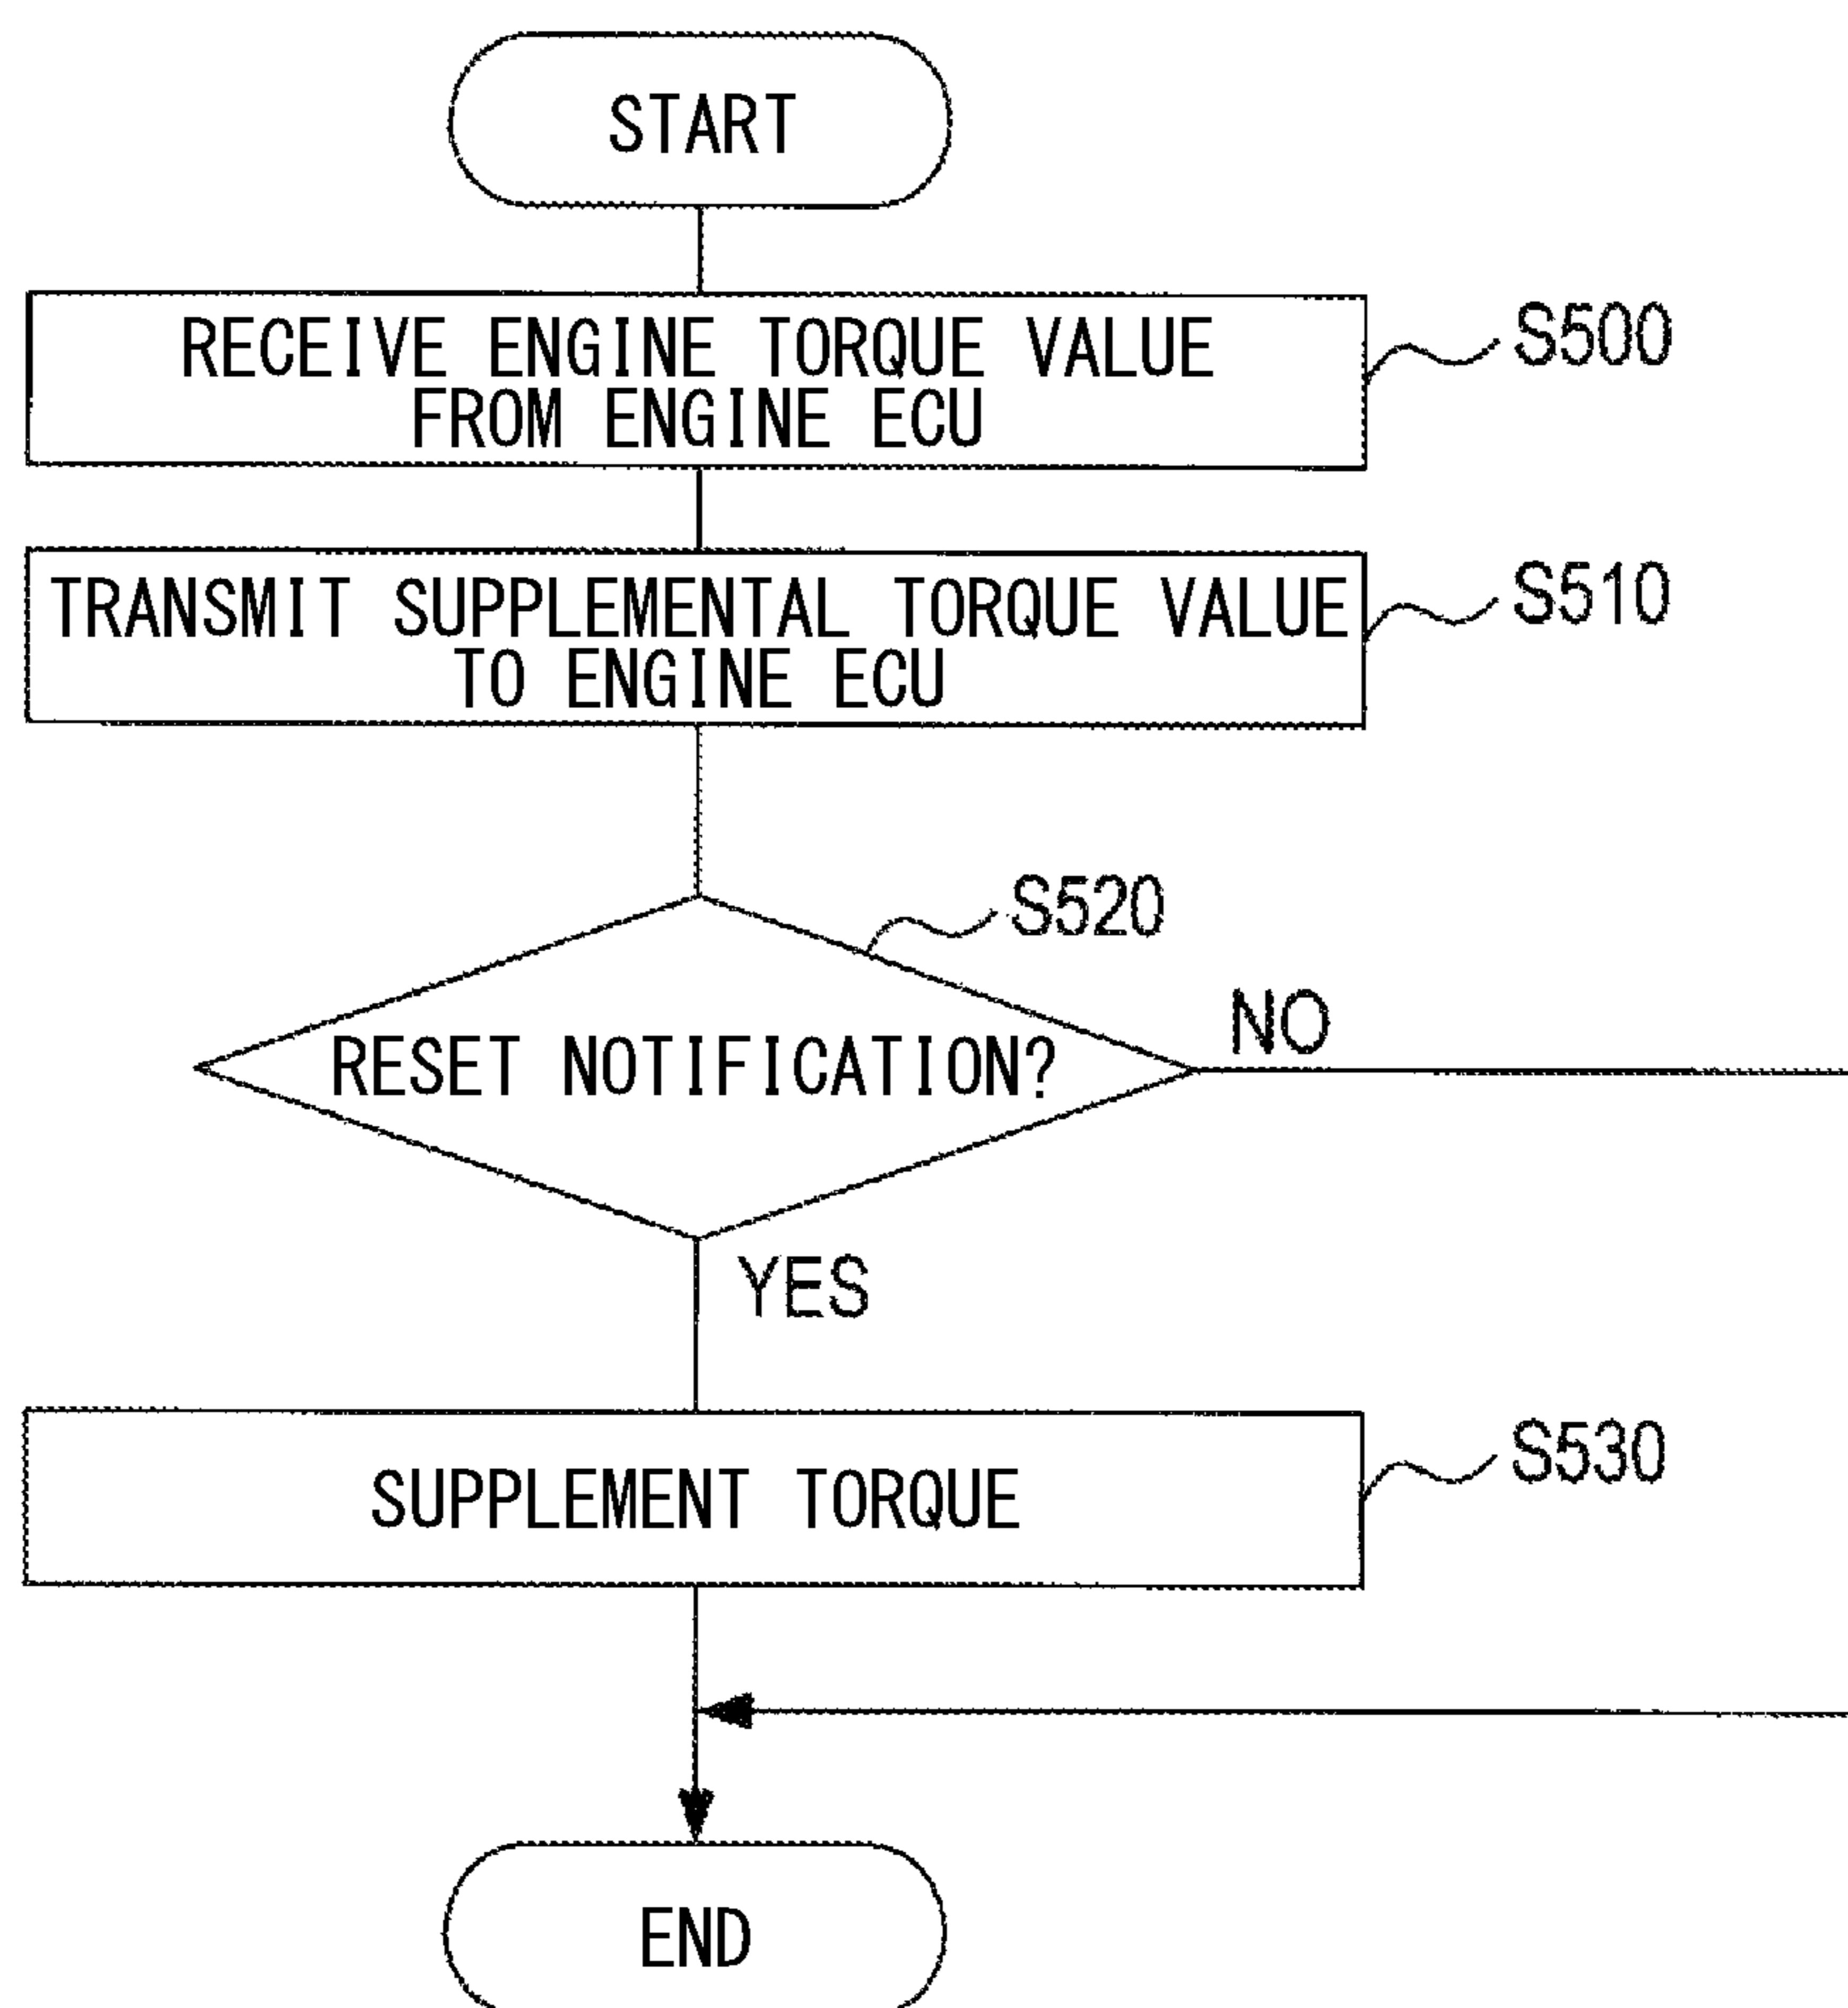 START
RECEIVE ENGINE TORQUE VALUE
FROM ENGINE ECU
S500
TRANSMIT SUPPLEMENTAL TORQUE VALUE
TO ENGINE ECU
S510
S520
RESET NOTIFICATION?
NO
YES
SUPPLEMENT TORQUE
S530
END